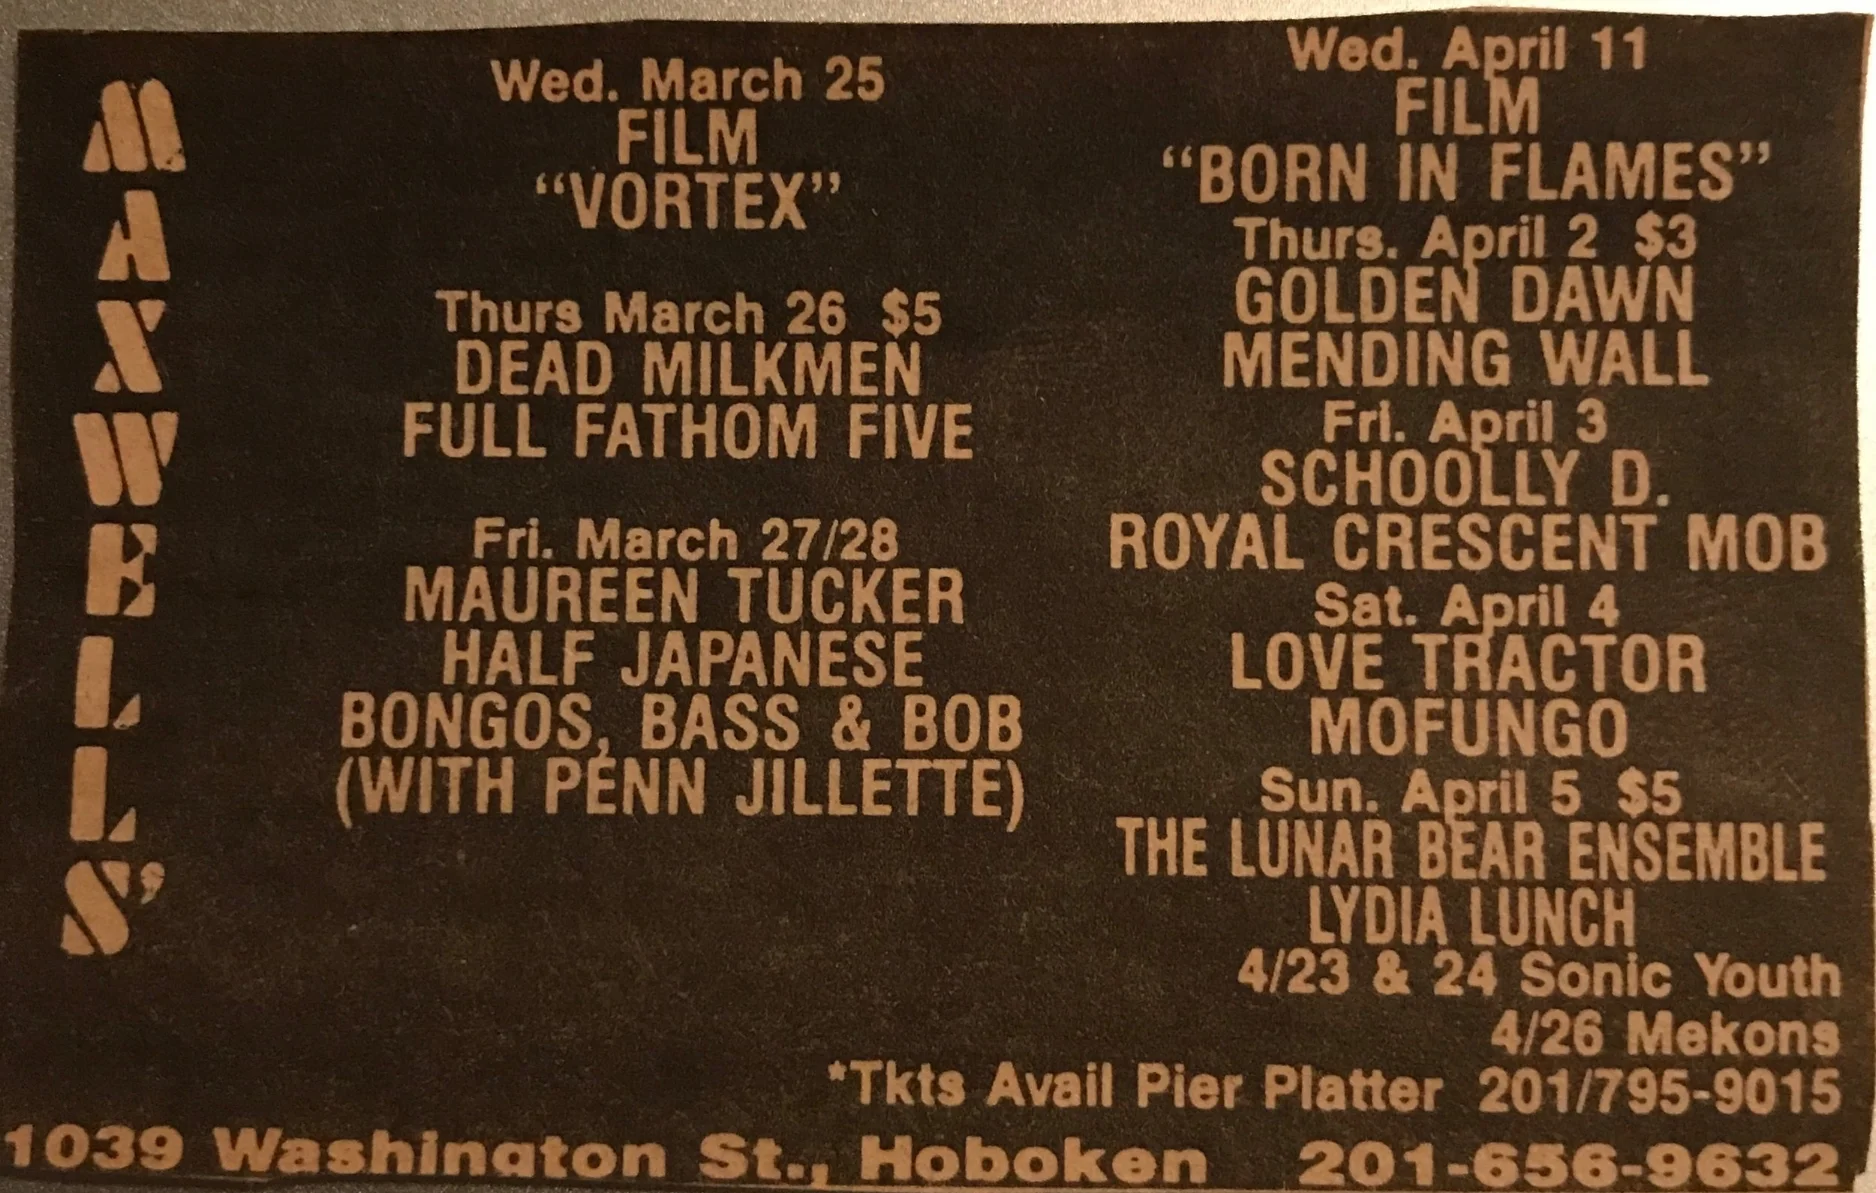 MAXWELLS'
Wed. March 25
FILM
“VORTEX”
Thurs March 26 $5
DEAD MILKMEN
FULL FATHOM FIVE
Fri. March 27/28
MAUREEN TUCKER
HALF JAPANESE
BONGOS, BASS & BOB
(WITH PENN JILLETTE)
Wed. April 11
FILM
“BORN IN FLAMES”
Thurs. April 2 $3
GOLDEN DAWN
MENDING WALL
Fri. April 3
SCHOOLLY D.
ROYAL CRESCENT MOB
Sat. April 4
LOVE TRACTOR
MOFUNGO
Sun. April 5 $5
THE LUNAR BEAR ENSEMBLE
LYDIA LUNCH
4/23 & 24 Sonic Youth
4/26 Mekons
*Tkts Avail Pier Platter 201/795-9015
1039 Washington St., Hoboken 201-656-9632